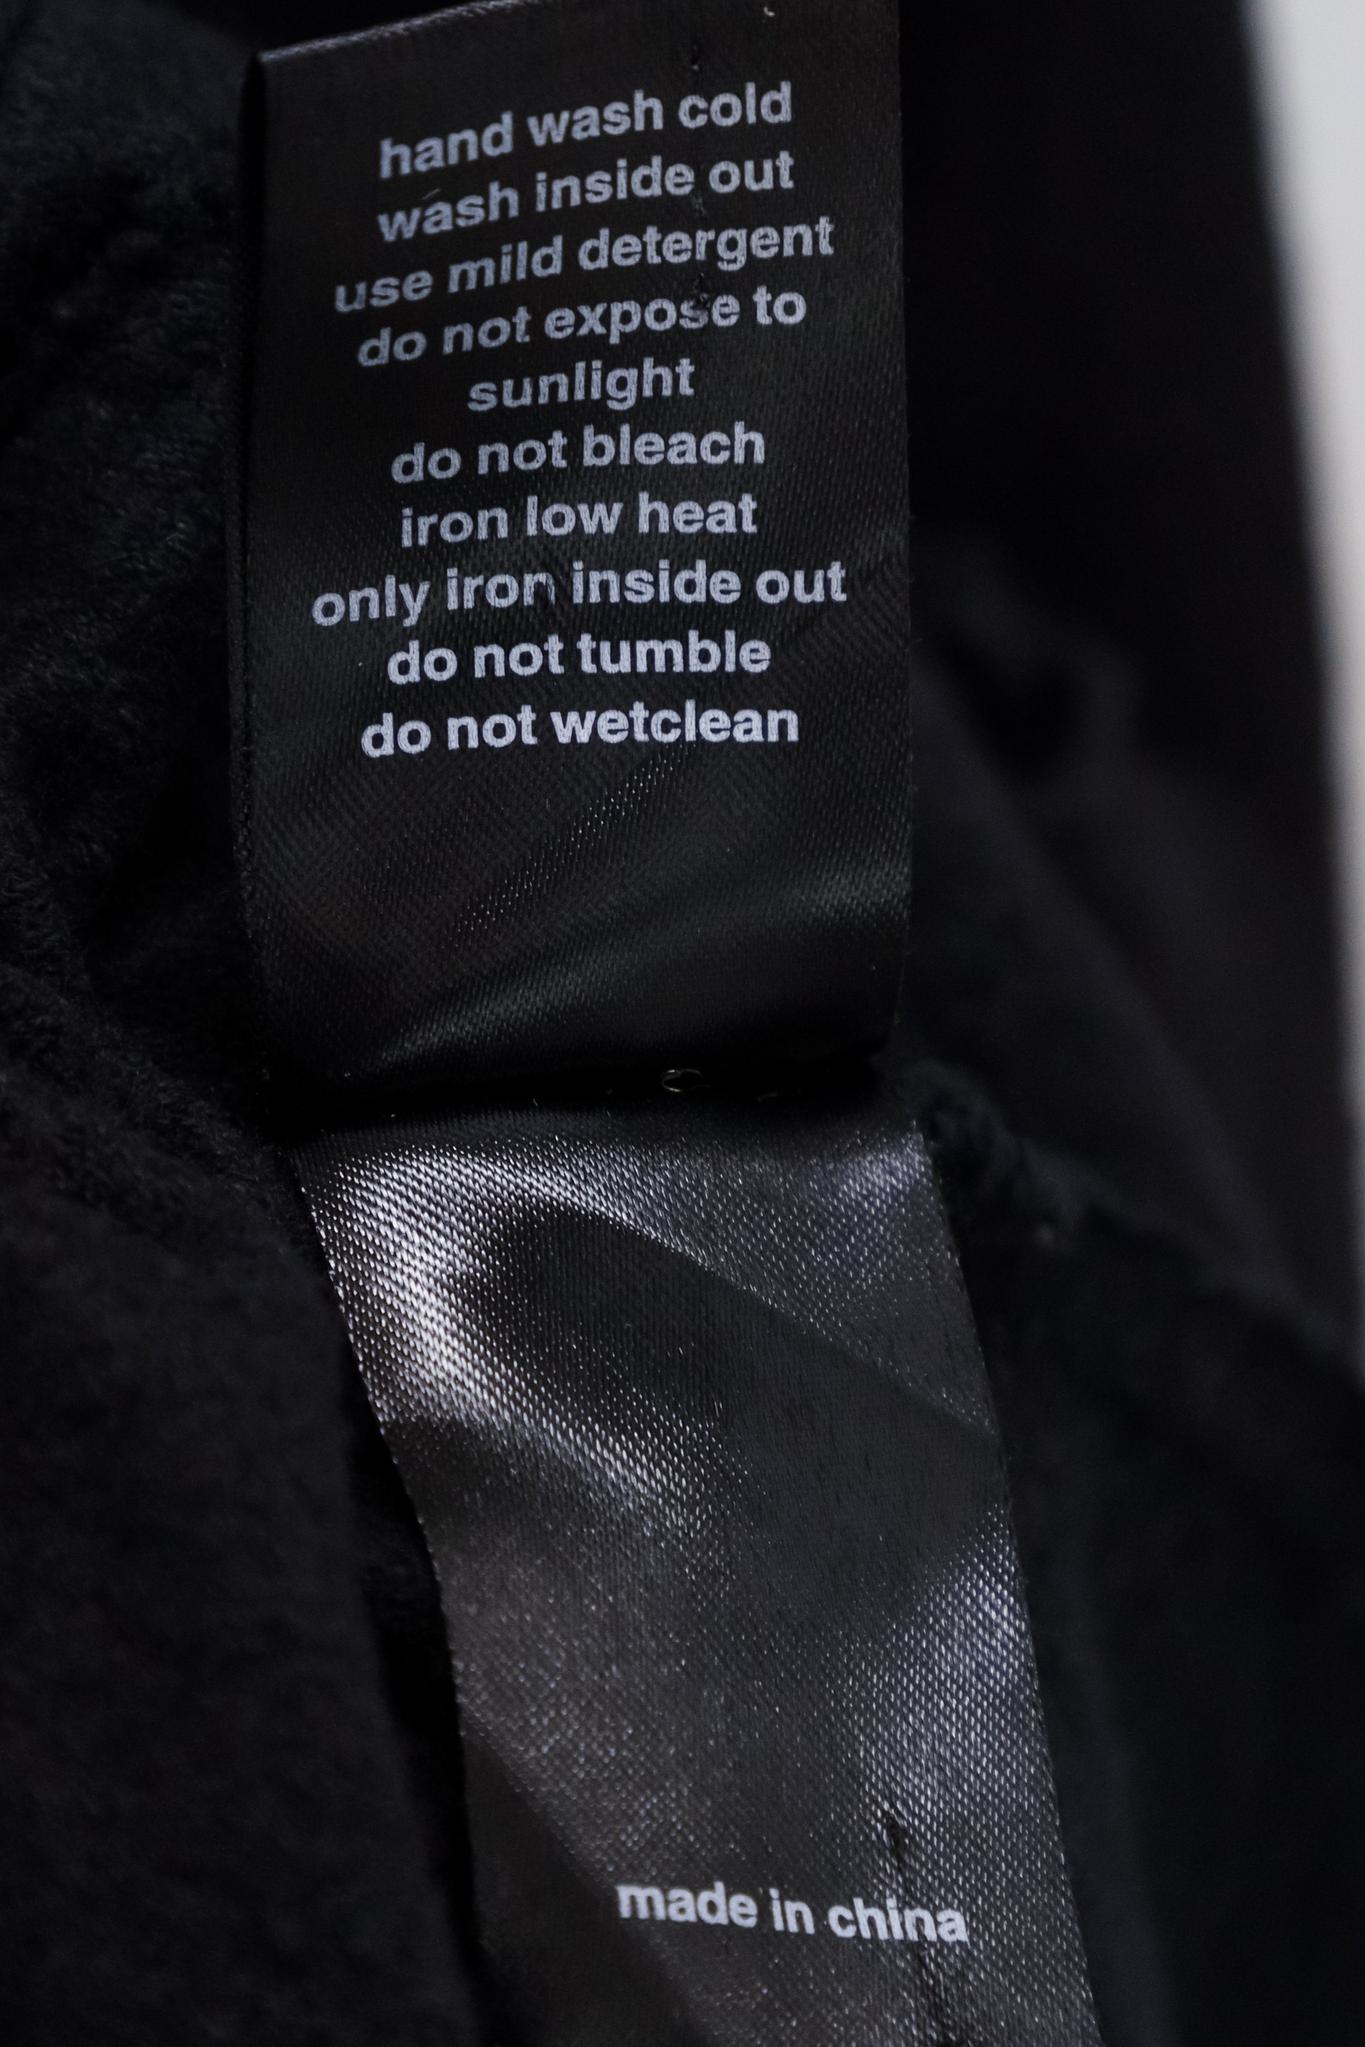 hand wash cold
wash inside out
use mild detergent
do not expose to
sunlight
do not bleach
iron low heat
only iron inside out
do not tumble
do not wetclean
made in china